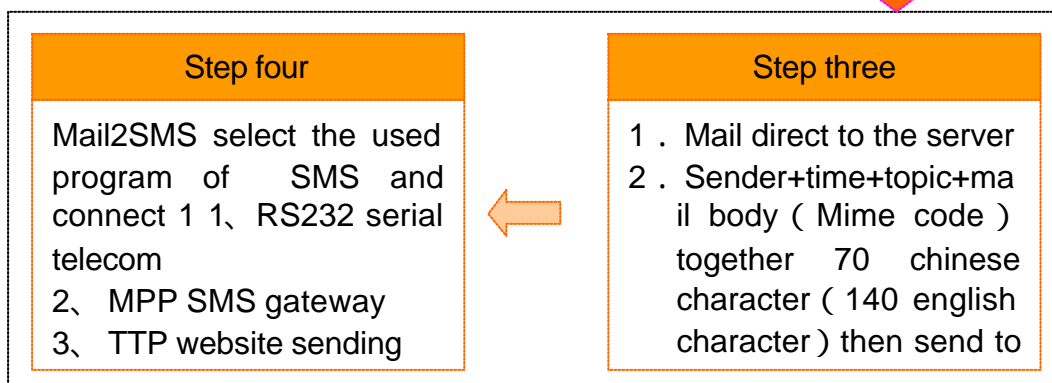 Step four
Mail2SMS select the used
program of SMS and
connect 1 1、RS232 serial
telecom
2、 MPP SMS gateway
3、 TTP website sending
Step three
1． Mail direct to the server
2． Sender+time+topic+ma
il body（Mime code）
together 70 chinese
character（140 english
character）then send to